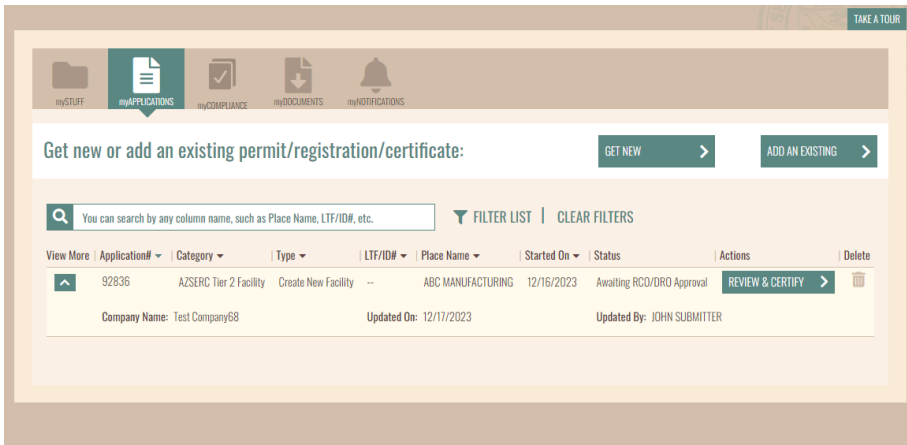 TAKE A TOUR
mySTUFF myAPPLICATIONS myCOMPLIANCE myDOCUMENTS myNOTIFICATIONS
Get new or add an existing permit/registration/certificate: GET NEW ADD AN EXISTING
You can search by any column name, such as Place Name, LTF/ID#, etc. FILTER LIST | CLEAR FILTERS
View More | Application# | Category | Type | LTF/ID# | Place Name | Started On | Status | Actions | Delete
92836 AZSERC Tier 2 Facility Create New Facility -- ABC MANUFACTURING 12/16/2023 Awaiting RCO/DRO Approval REVIEW & CERTIFY
Company Name: Test Company68 Updated On: 12/17/2023 Updated By: JOHN SUBMITTER